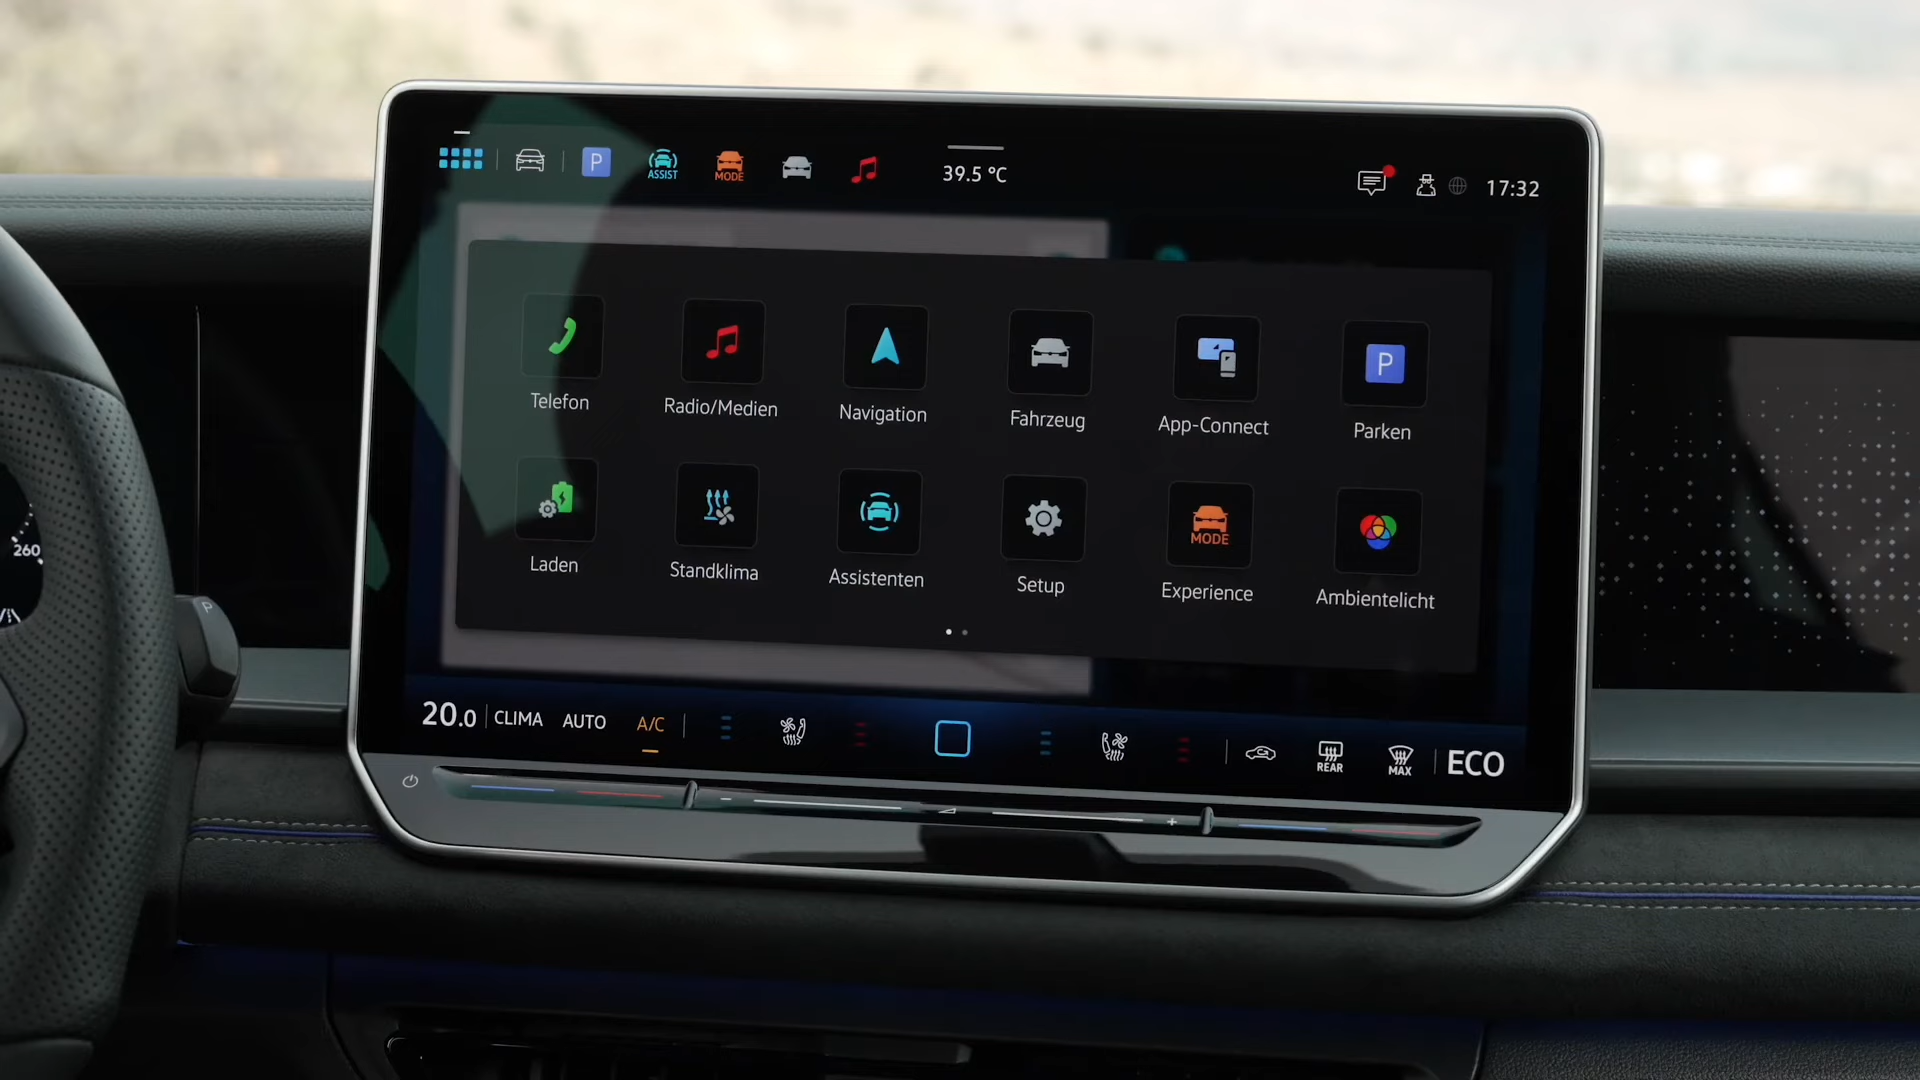 P ASSIST MODE 39.5 °C 17:32
Telefon Radio/Medien Navigation Fahrzeug App-Connect P Parken
MODE
Laden Standklima Assistenten Setup Experience Ambientelicht
20.0 CLIMA AUTO A/C REAR MAX ECO
- +
260
P